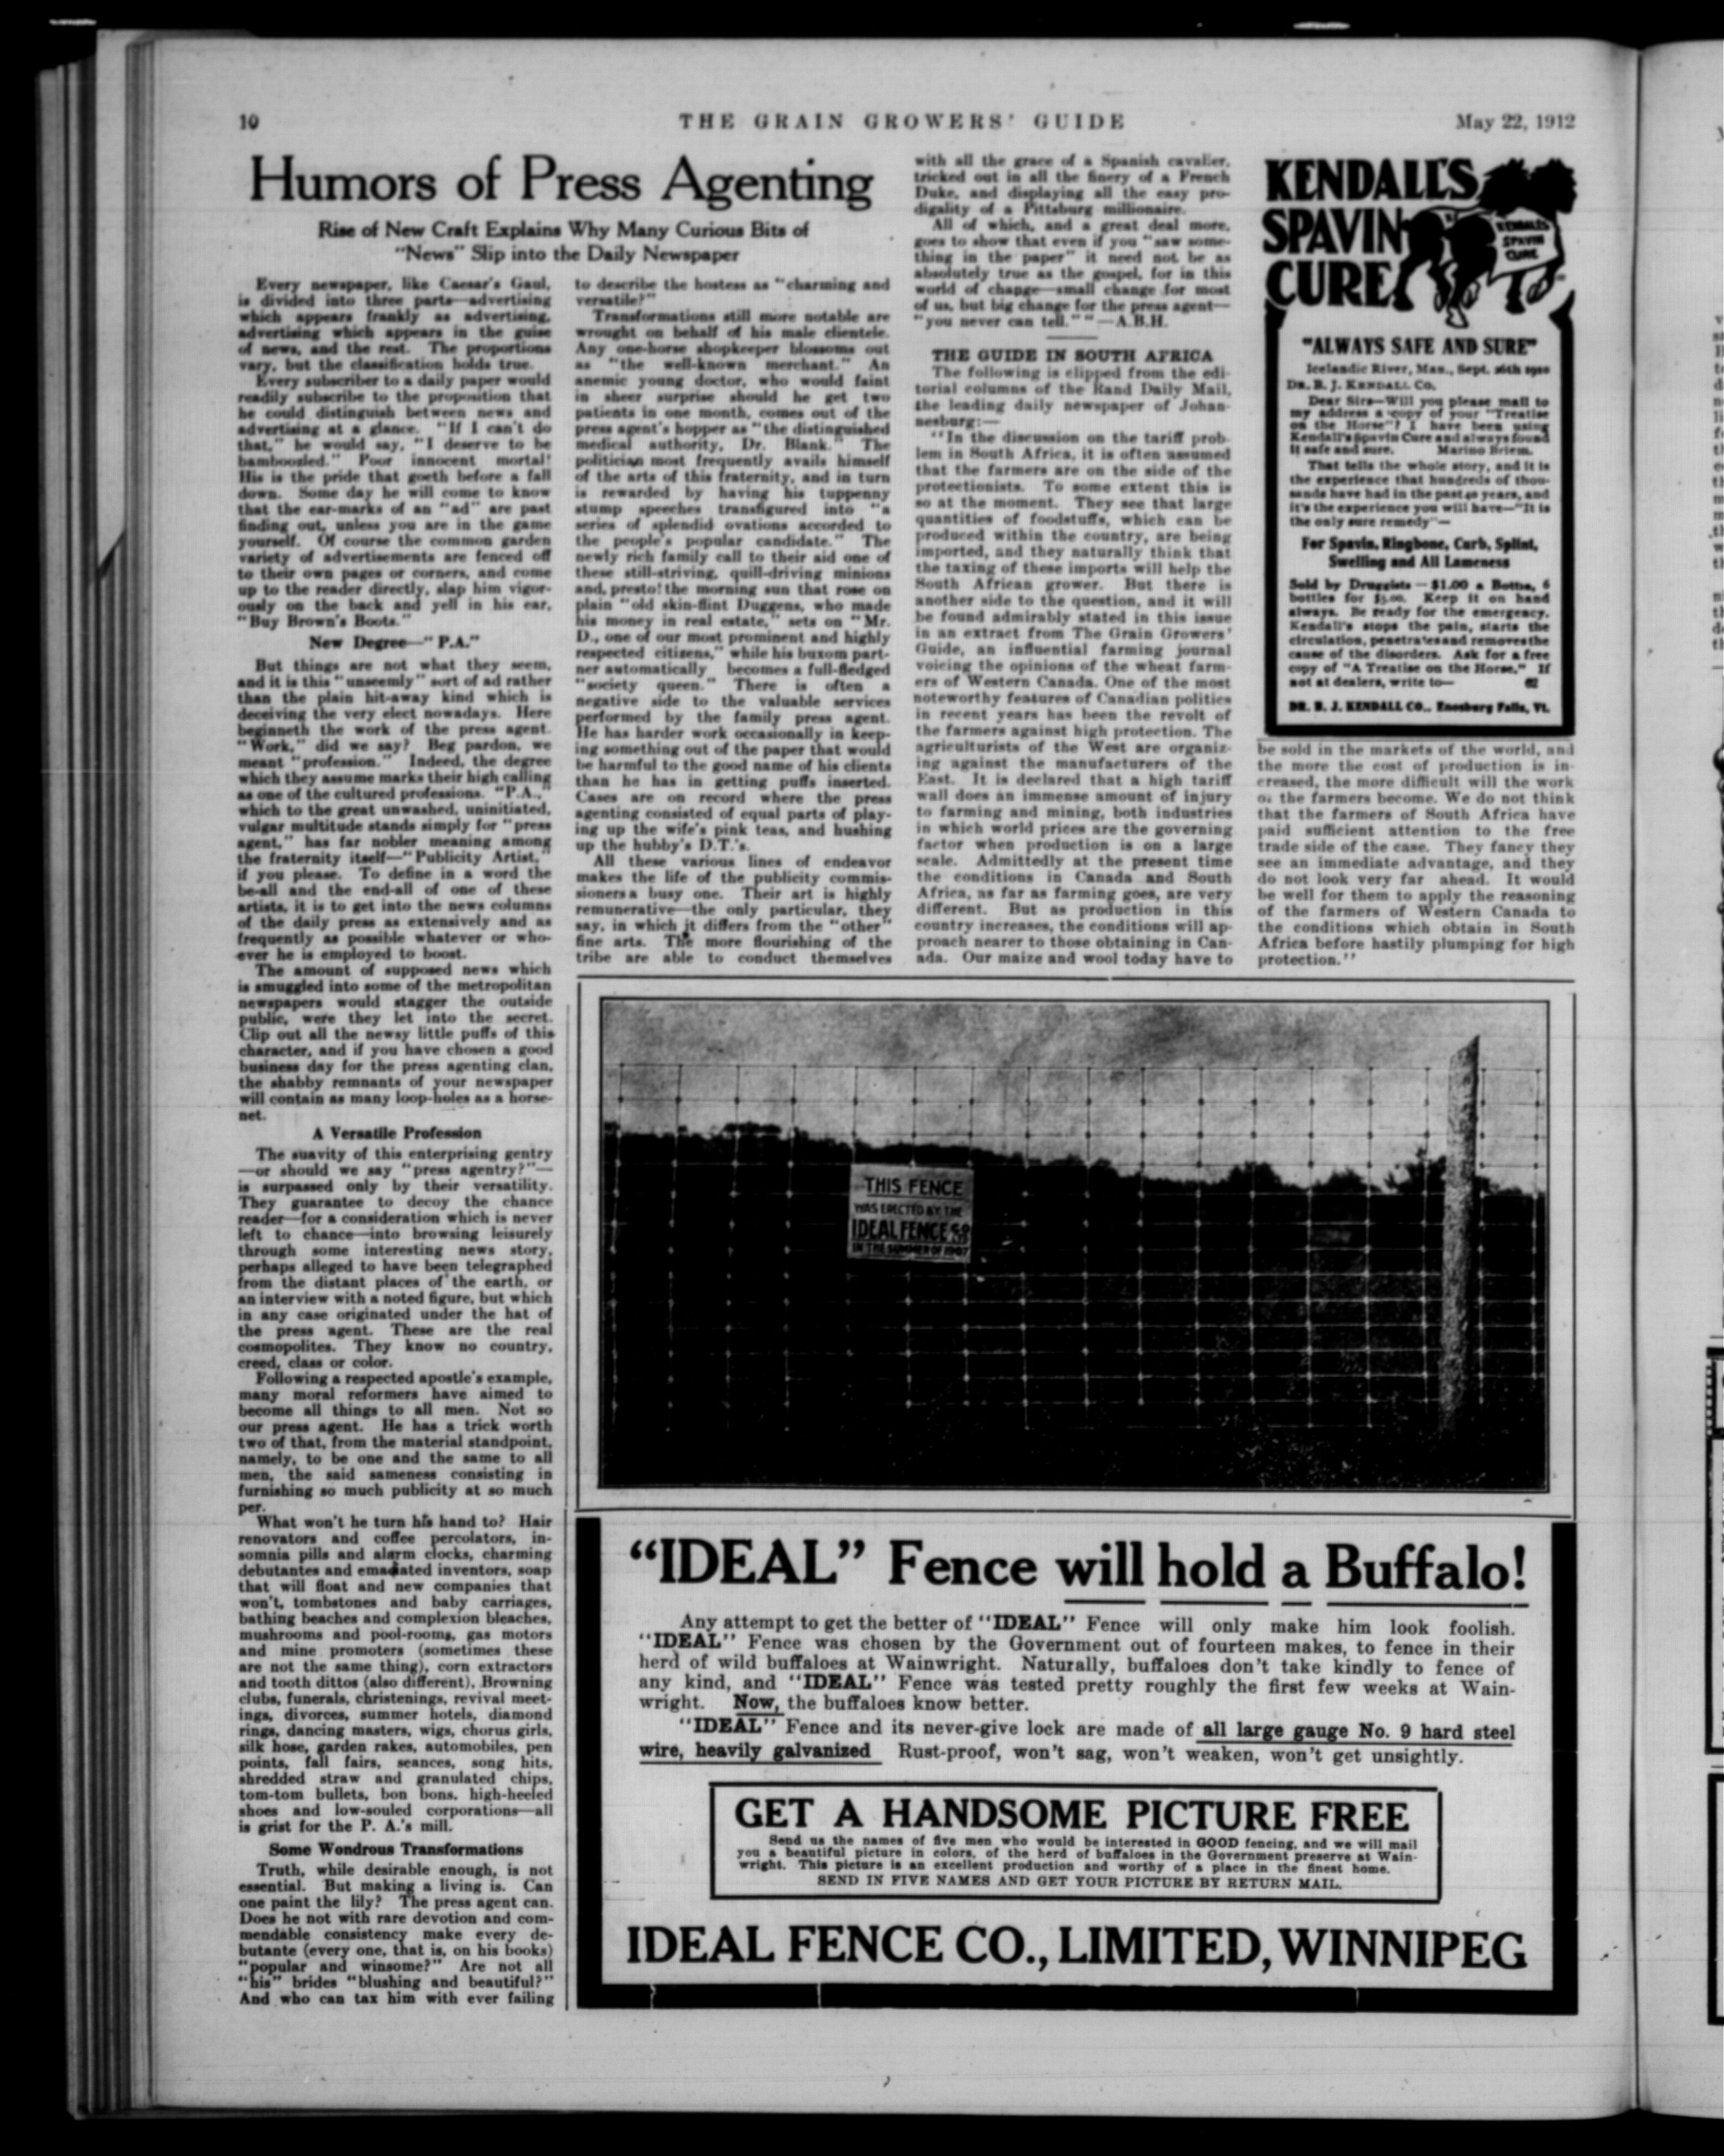 10
THE GRAIN GROWERS' GUIDE
May 22, 1912
Humors of Press Agenting
Rise of New Craft Explains Why Many Curious Bits of
"News" Slip into the Daily Newspaper
Every newspaper, like Caesar's Gaul,
is divided into three parts—advertising
which appears frankly as advertising,
advertising which appears in the guise
of news, and the rest. The proportions
vary, but the classification holds true.
Every subscriber to a daily paper would
readily subscribe to the proposition that
he could distinguish between news and
advertising at a glance. "If I can't do
that," he would say, "I deserve to be
bamboozled." Poor innocent mortal!
His is the pride that goeth before a fall
down. Some day he will come to know
that the ear-marks of an "ad" are past
finding out, unless you are in the game
yourself. Of course the common garden
variety of advertisements are fenced off
to their own pages or corners, and come
up to the reader directly, slap him vigor-
ously on the back and yell in his ear,
"Buy Brown's Boots."
New Degree—"P.A."
But things are not what they seem,
and it is this "unseemly" sort of ad rather
than the plain hit-away kind which is
deceiving the very elect nowadays. Here
beginneth the work of the press agent.
"Work," did we say? Beg pardon, we
meant "profession." Indeed, the degree
which they assume marks their high calling
as one of the cultured professions. "P.A.,"
which to the great unwashed, uninitiated,
vulgar multitude stands simply for "press
agent," has far nobler meaning among
the fraternity itself—"Publicity Artist,"
if you please. To define in a word the
be-all and the end-all of one of these
artists, it is to get into the news columns
of the daily press as extensively and as
frequently as possible whatever or who-
ever he is employed to boost.
The amount of supposed news which
is smuggled into some of the metropolitan
newspapers would stagger the outside
public, were they let into the secret.
Clip out all the newsy little puffs of this
character, and if you have chosen a good
business day for the press agenting clan,
the shabby remnants of your newspaper
will contain as many loop-holes as a horse-
net.
A Versatile Profession
The suavity of this enterprising gentry
—or should we say "press agentry?"—
is surpassed only by their versatility.
They guarantee to decoy the chance
reader—for a consideration which is never
left to chance—into browsing leisurely
through some interesting news story,
perhaps alleged to have been telegraphed
from the distant places of the earth, or
an interview with a noted figure, but which
in any case originated under the hat of
the press agent. These are the real
cosmopolites. They know no country,
creed, class or color.
Following a respected apostle's example,
many moral reformers have aimed to
become all things to all men. Not so
our press agent. He has a trick worth
two of that, from the material standpoint,
namely, to be one and the same to all
men, the said sameness consisting in
furnishing so much publicity at so much
per.
What won't he turn his hand to? Hair
renovators and coffee percolators, in-
somnia pills and alarm clocks, charming
debutantes and emaciated inventors, soap
that will float and new companies that
won't, tombstones and baby carriages,
bathing beaches and complexion bleaches,
mushrooms and pool-rooms, gas motors
and mine promoters (sometimes these
are not the same thing), corn extractors
and tooth dittos (also different), Browning
clubs, funerals, christenings, revival meet-
ings, divorces, summer hotels, diamond
rings, dancing masters, wigs, chorus girls,
silk hose, garden rakes, automobiles, pen
points, fall fairs, seances, song hits,
shredded straw and granulated chips,
tom-tom bullets, bon bons, high-heeled
shoes and low-souled corporations—all
is grist for the P. A.'s mill.
Some Wondrous Transformations
Truth, while desirable enough, is not
essential. But making a living is. Can
one paint the lily? The press agent can.
Does he not with rare devotion and com-
mendable consistency make every de-
butante (every one, that is, on his books)
"popular and winsome?" Are not all
"his" brides "blushing and beautiful?"
And who can tax him with ever failing
to describe the hostess as "charming and
versatile?"
Transformations still more notable are
wrought on behalf of his male clientele.
Any one-horse shopkeeper blossoms out
as "the well-known merchant." An
anemic young doctor, who would faint
in sheer surprise should he get two
patients in one month, comes out of the
press agent's hopper as "the distinguished
medical authority, Dr. Blank." The
politician most frequently avails himself
of the arts of this fraternity, and in turn
is rewarded by having his tuppenny
stump speeches transfigured into "a
series of splendid ovations accorded to
the people's popular candidate." The
newly rich family call to their aid one of
these still-striving, quill-driving minions
and, presto! the morning sun that rose on
plain "old skin-flint Duggens, who made
his money in real estate," sets on "Mr.
D., one of our most prominent and highly
respected citizens," while his buxom part-
ner automatically becomes a full-fledged
"society queen." There is often a
negative side to the valuable services
performed by the family press agent.
He has harder work occasionally in keep-
ing something out of the paper that would
be harmful to the good name of his clients
than he has in getting puffs inserted.
Cases are on record where the press
agenting consisted of equal parts of play-
ing up the wife's pink teas, and hushing
up the hubby's D.T.'s.
All these various lines of endeavor
makes the life of the publicity commis-
sioners a busy one. Their art is highly
remunerative—the only particular, they
say, in which it differs from the "other"
fine arts. The more flourishing of the
tribe are able to conduct themselves
with all the grace of a Spanish cavalier,
tricked out in all the finery of a French
Duke, and displaying all the easy pro-
digality of a Pittsburg millionaire.
All of which, and a great deal more,
goes to show that even if you "saw some-
thing in the paper" it need not be as
absolutely true as the gospel, for in this
world of change—small change for most
of us, but big change for the press agent—
"you never can tell." "—A.B.H.
THE GUIDE IN SOUTH AFRICA
The following is clipped from the edi-
torial columns of the Rand Daily Mail,
the leading daily newspaper of Johan-
nesburg:—
"In the discussion on the tariff prob-
lem in South Africa, it is often assumed
that the farmers are on the side of the
protectionists. To some extent this is
so at the moment. They see that large
quantities of foodstuffs, which can be
produced within the country, are being
imported, and they naturally think that
the taxing of these imports will help the
South African grower. But there is
another side to the question, and it will
be found admirably stated in this issue
in an extract from The Grain Growers'
Guide, an influential farming journal
voicing the opinions of the wheat farm-
ers of Western Canada. One of the most
noteworthy features of Canadian politics
in recent years has been the revolt of
the farmers against high protection. The
agriculturists of the West are organiz-
ing against the manufacturers of the
East. It is declared that a high tariff
wall does an immense amount of injury
to farming and mining, both industries
in which world prices are the governing
factor when production is on a large
scale. Admittedly at the present time
the conditions in Canada and South
Africa, as far as farming goes, are very
different. But as production in this
country increases, the conditions will ap-
proach nearer to those obtaining in Can-
ada. Our maize and wool today have to
KENDALL'S
SPAVIN
CURE
KENDALL'S
SPAVIN
CURE
"ALWAYS SAFE AND SURE"
Icelandic River, Man., Sept. 26th 1910
DR. B. J. KENDALL Co.
Dear Sirs—Will you please mail to
my address a copy of your "Treatise
on the Horse"? I have been using
Kendall's Spavin Cure and always found
it safe and sure. Marino Briem.
That tells the whole story, and it is
the experience that hundreds of thou-
sands have had in the past 40 years, and
it's the experience you will have—"It is
the only sure remedy"—
For Spavin, Ringbone, Curb, Splint,
Swelling and All Lameness
Sold by Druggists—$1.00 a Bottle, 6
bottles for $5.00. Keep it on hand
always. Be ready for the emergency.
Kendall's stops the pain, starts the
circulation, penetrates and removes the
cause of the disorders. Ask for a free
copy of "A Treatise on the Horse." If
not at dealers, write to— 62
DR. B. J. KENDALL CO., Enosburg Falls, Vt.
be sold in the markets of the world, and
the more the cost of production is in-
creased, the more difficult will the work
of the farmers become. We do not think
that the farmers of South Africa have
paid sufficient attention to the free
trade side of the case. They fancy they
see an immediate advantage, and they
do not look very far ahead. It would
be well for them to apply the reasoning
of the farmers of Western Canada to
the conditions which obtain in South
Africa before hastily plumping for high
protection."
THIS FENCE
WAS ERECTED BY THE
IDEAL FENCE CO
IN THE SUMMER OF 1907
"IDEAL" Fence will hold a Buffalo!
Any attempt to get the better of "IDEAL" Fence will only make him look foolish.
"IDEAL" Fence was chosen by the Government out of fourteen makes, to fence in their
herd of wild buffaloes at Wainwright. Naturally, buffaloes don't take kindly to fence of
any kind, and "IDEAL" Fence was tested pretty roughly the first few weeks at Wain-
wright. Now, the buffaloes know better.
"IDEAL" Fence and its never-give lock are made of all large gauge No. 9 hard steel
wire, heavily galvanized Rust-proof, won't sag, won't weaken, won't get unsightly.
GET A HANDSOME PICTURE FREE
Send us the names of five men who would be interested in GOOD fencing, and we will mail
you a beautiful picture in colors, of the herd of buffaloes in the Government preserve at Wain-
wright. This picture is an excellent production and worthy of a place in the finest home.
SEND IN FIVE NAMES AND GET YOUR PICTURE BY RETURN MAIL.
IDEAL FENCE CO., LIMITED, WINNIPEG